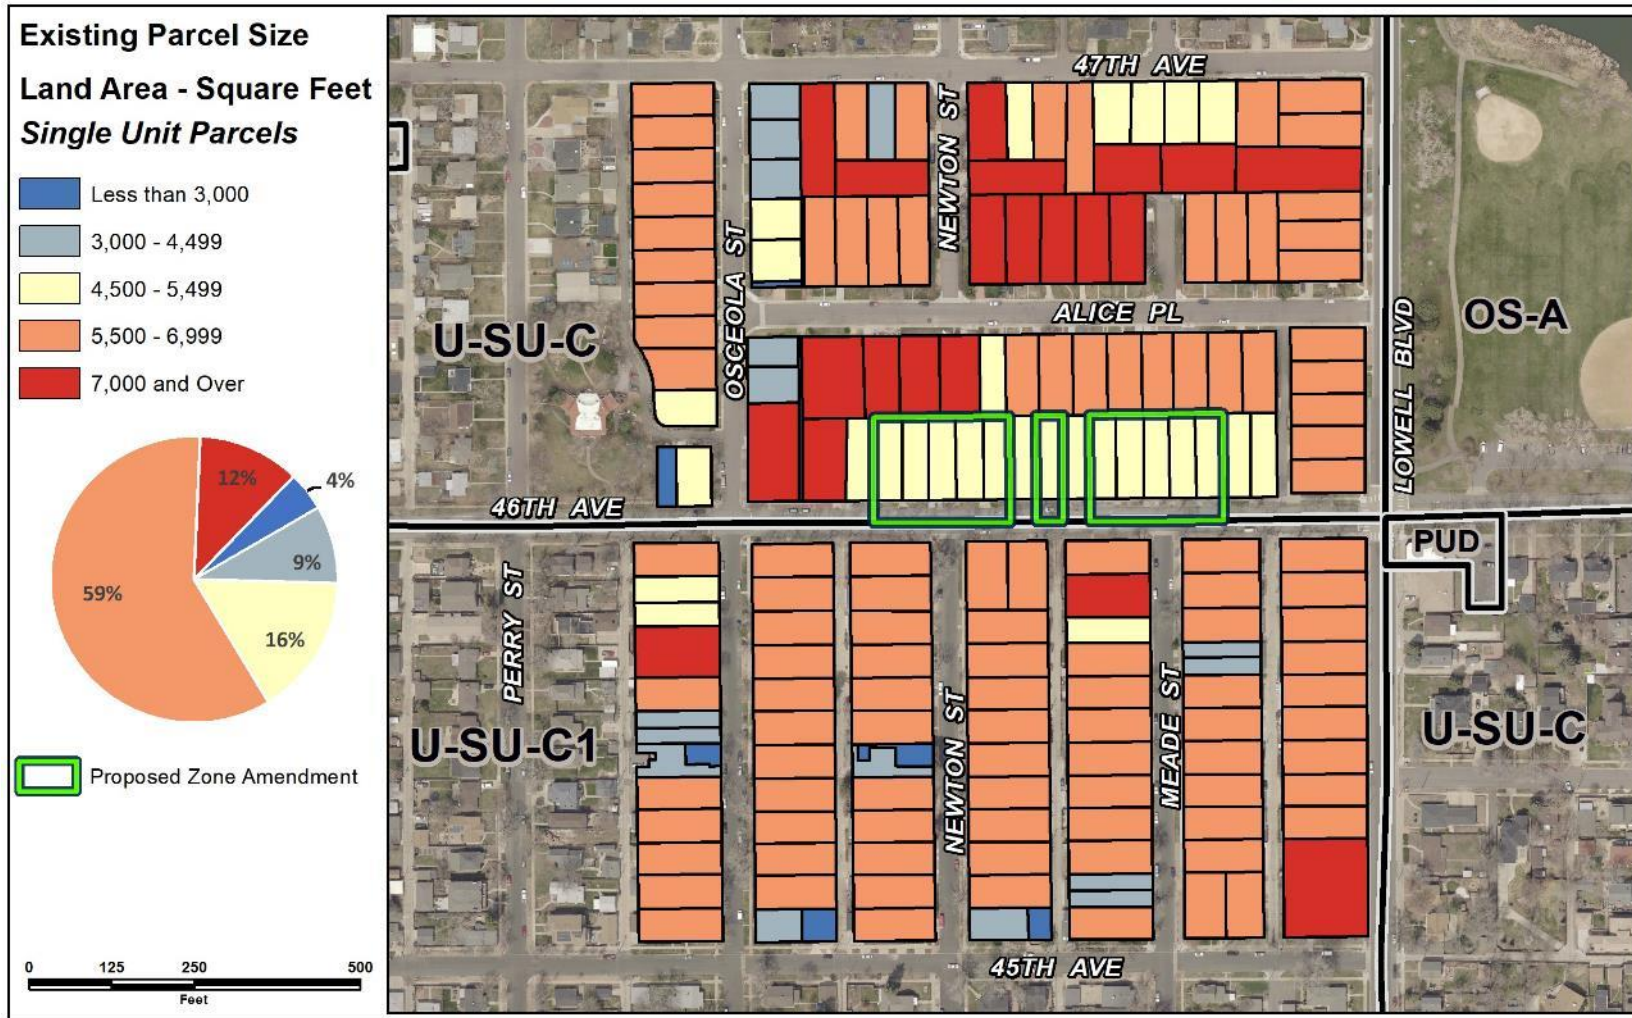 Existing Parcel Size
Land Area - Square Feet
Single Unit Parcels
Less than 3,000
3,000 - 4,499
4,500 - 5,499
5,500 - 6,999
7,000 and Over
12%
4%
9%
59%
16%
Proposed Zone Amendment
0 125 250 500
Feet
47TH AVE
NEWTON ST
OSCEOLA ST
ALICE PL
U-SU-C
OS-A
LOWELL BLVD
46TH AVE
PUD
PERRY ST
MEADE ST
NEWTON ST
U-SU-C1
U-SU-C
45TH AVE